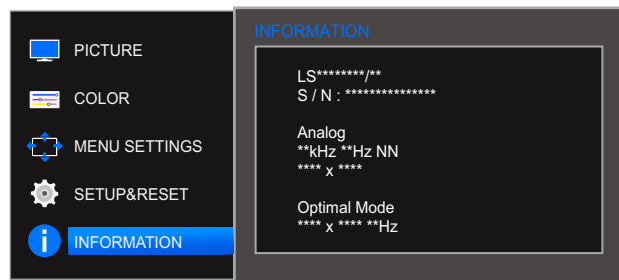 PICTURE
COLOR
MENU SETTINGS
SETUP&RESET
INFORMATION
INFORMATION
LS********/**
S / N : ***************
Analog
**kHz **Hz NN
**** x ****
Optimal Mode
**** x **** **Hz